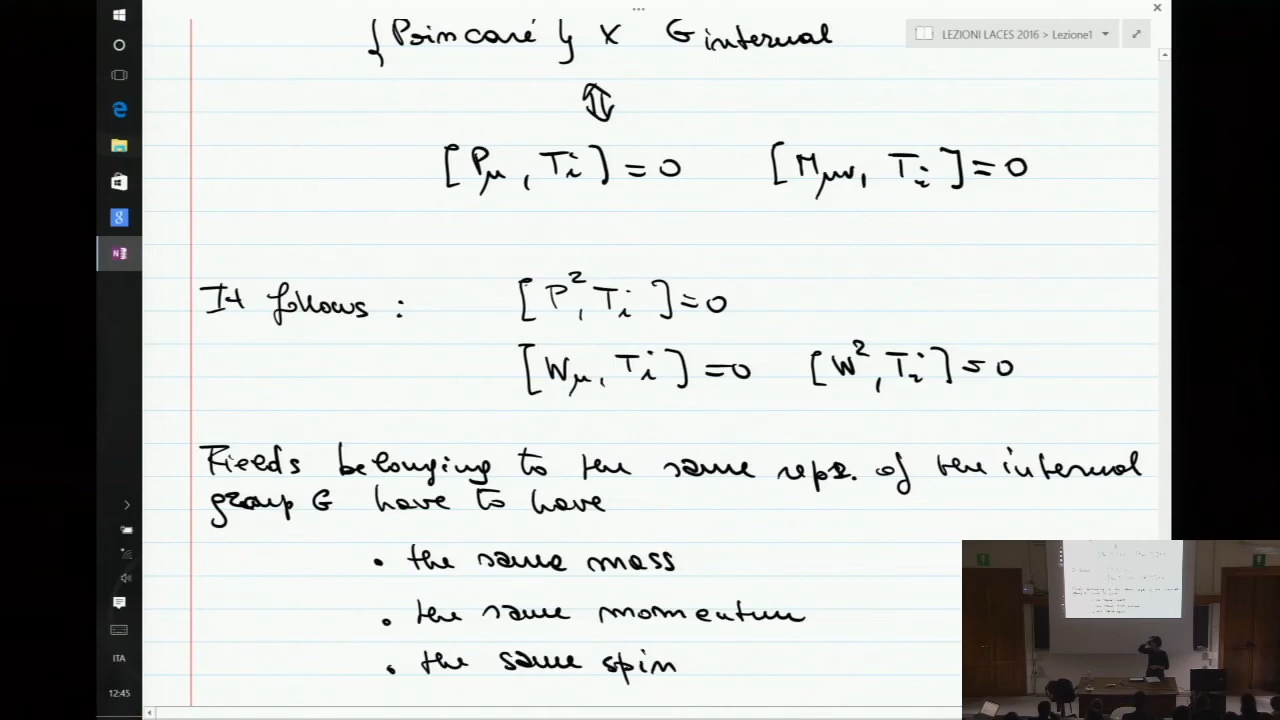 {Poincaré} × G internal
⇕
[P_μ, T_i] = 0    [M_μν, T_i] = 0
LEZIONI LACES 2016 > Lezione1
It follows :    [P², T_i] = 0
[W_μ, T_i] = 0    [W², T_i] = 0
Fields belonging to the same repr. of the internal
group G have to have
• the same mass
• the same momentum
• the same spin
ITA
12:45